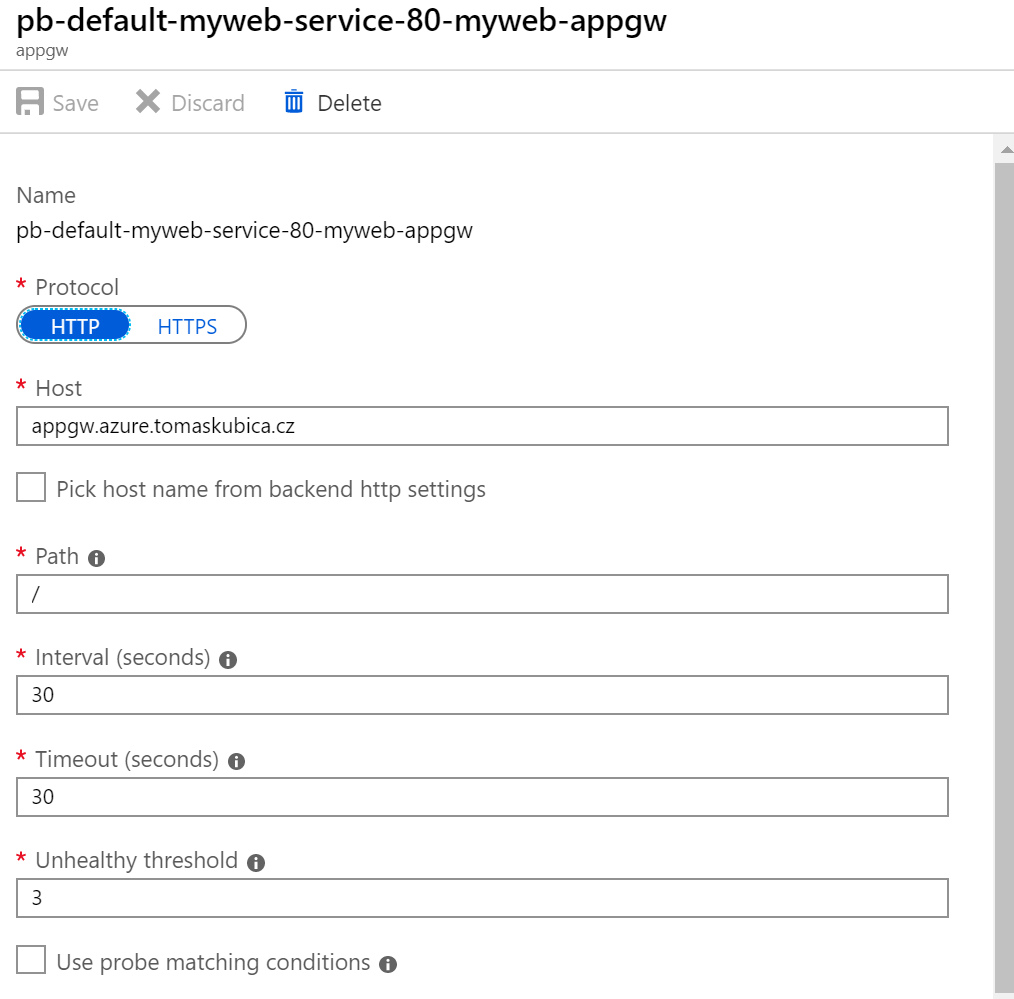 pb-default-myweb-service-80-myweb-appgw
appgw
Save Discard Delete
Name
pb-default-myweb-service-80-myweb-appgw
* Protocol
HTTP HTTPS
* Host
appgw.azure.tomaskubica.cz
Pick host name from backend http settings
* Path
/
* Interval (seconds)
30
* Timeout (seconds)
30
* Unhealthy threshold
3
Use probe matching conditions